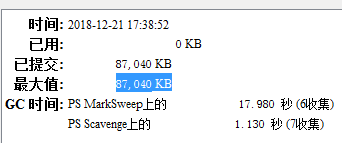 时间: 2018-12-21 17:38:52
已用: 0 KB
已提交: 87,040 KB
最大值: 87,040 KB
GC 时间: PS MarkSweep上的 17.980 秒 (6收集)
PS Scavenge上的 1.130 秒 (7收集)